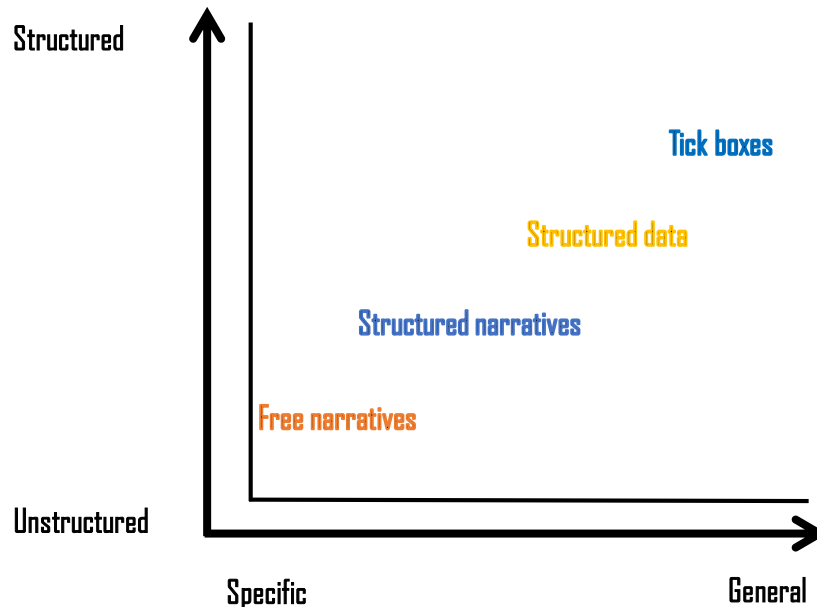 Structured
Tick boxes
Structured data
Structured narratives
Free narratives
Unstructured
Specific
General